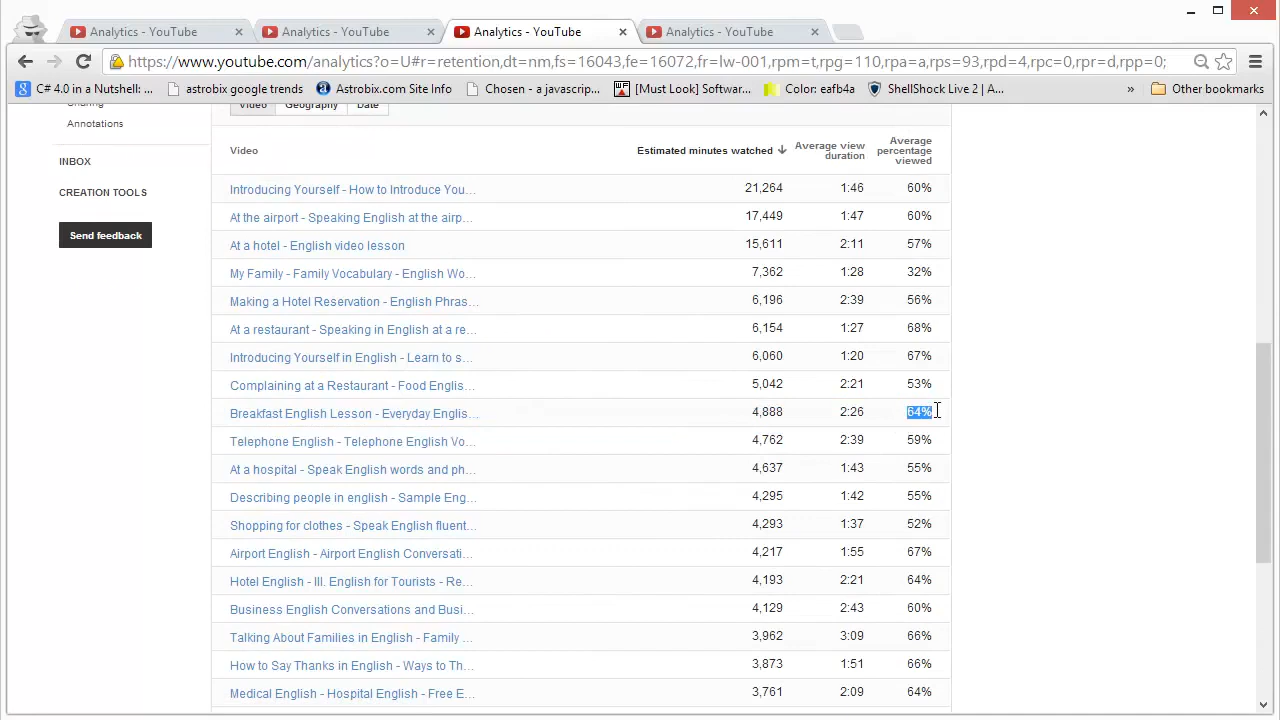 Analytics - YouTube
Analytics - YouTube
Analytics - YouTube
Analytics - YouTube
https://www.youtube.com/analytics?o=U#r=retention,dt=nm,fs=16043,fe=16072,fr=lw-001,rpm=t,rpg=110,rpa=a,rps=93,rpd=4,rpc=0,rpr=d,rpp=0;
C# 4.0 in a Nutshell: ...
astrobix google trends
Astrobix.com Site Info
Chosen - a javascrip...
[Must Look] Softwar...
Color: eafb4a
ShellShock Live 2 | A...
»
Other bookmarks
Sharing
Annotations
INBOX
CREATION TOOLS
Send feedback
Video Geography Date
Video Estimated minutes watched Average view duration Average percentage viewed
Introducing Yourself - How to Introduce You... 21,264 1:46 60%
At the airport - Speaking English at the airp... 17,449 1:47 60%
At a hotel - English video lesson 15,611 2:11 57%
My Family - Family Vocabulary - English Wo... 7,362 1:28 32%
Making a Hotel Reservation - English Phras... 6,196 2:39 56%
At a restaurant - Speaking in English at a re... 6,154 1:27 68%
Introducing Yourself in English - Learn to s... 6,060 1:20 67%
Complaining at a Restaurant - Food Englis... 5,042 2:21 53%
Breakfast English Lesson - Everyday Englis... 4,888 2:26 64%
Telephone English - Telephone English Vo... 4,762 2:39 59%
At a hospital - Speak English words and ph... 4,637 1:43 55%
Describing people in english - Sample Eng... 4,295 1:42 55%
Shopping for clothes - Speak English fluent... 4,293 1:37 52%
Airport English - Airport English Conversati... 4,217 1:55 67%
Hotel English - III. English for Tourists - Re... 4,193 2:21 64%
Business English Conversations and Busi... 4,129 2:43 60%
Talking About Families in English - Family ... 3,962 3:09 66%
How to Say Thanks in English - Ways to Th... 3,873 1:51 66%
Medical English - Hospital English - Free E... 3,761 2:09 64%